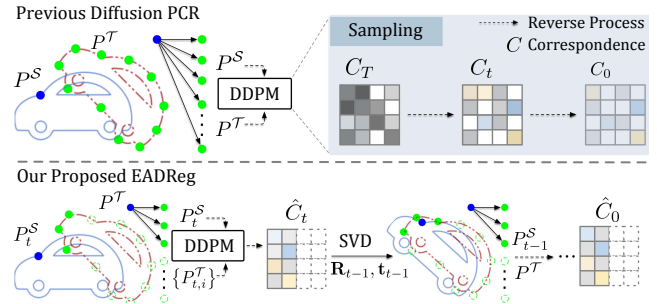 Previous Diffusion PCR
P^𝒯
P^𝒮
P^𝒮
DDPM
P^𝒯
Sampling
Reverse Process
C Correspondence
C_T
C_t
C_0
Our Proposed EADReg
P^𝒯
P_t^𝒮
P_t^𝒮
DDPM
{P_{t,i}^𝒯}
Ĉ_t
SVD
R_{t−1}, t_{t−1}
P_{t−1}^𝒮
P^𝒯
...
Ĉ_0